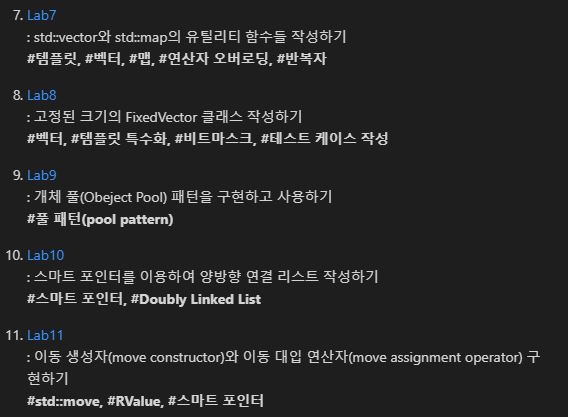 7. Lab7
: std::vector와 std::map의 유틸리티 함수들 작성하기
#템플릿, #벡터, #맵, #연산자 오버로딩, #반복자
8. Lab8
: 고정된 크기의 FixedVector 클래스 작성하기
#벡터, #템플릿 특수화, #비트마스크, #테스트 케이스 작성
9. Lab9
: 개체 풀(Obeject Pool) 패턴을 구현하고 사용하기
#풀 패턴(pool pattern)
10. Lab10
: 스마트 포인터를 이용하여 양방향 연결 리스트 작성하기
#스마트 포인터, #Doubly Linked List
11. Lab11
: 이동 생성자(move constructor)와 이동 대입 연산자(move assignment operator) 구
현하기
#std::move, #RValue, #스마트 포인터